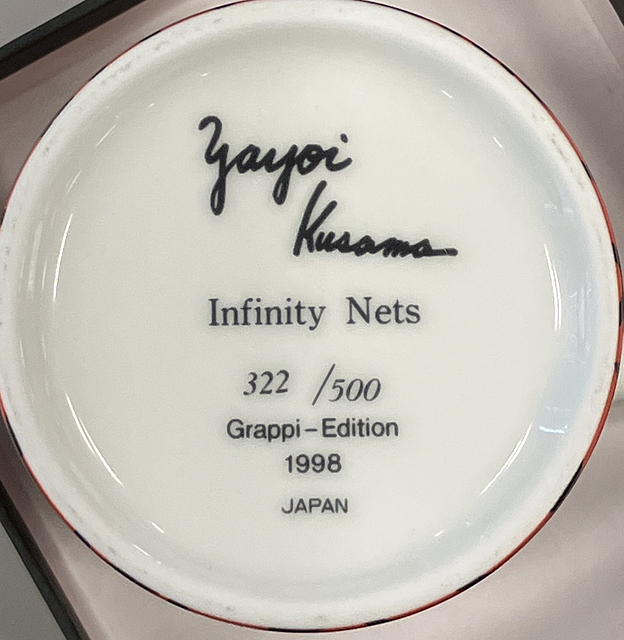 Yayoi
Kusama
Infinity Nets
322 /500
Grappi-Edition
1998
JAPAN